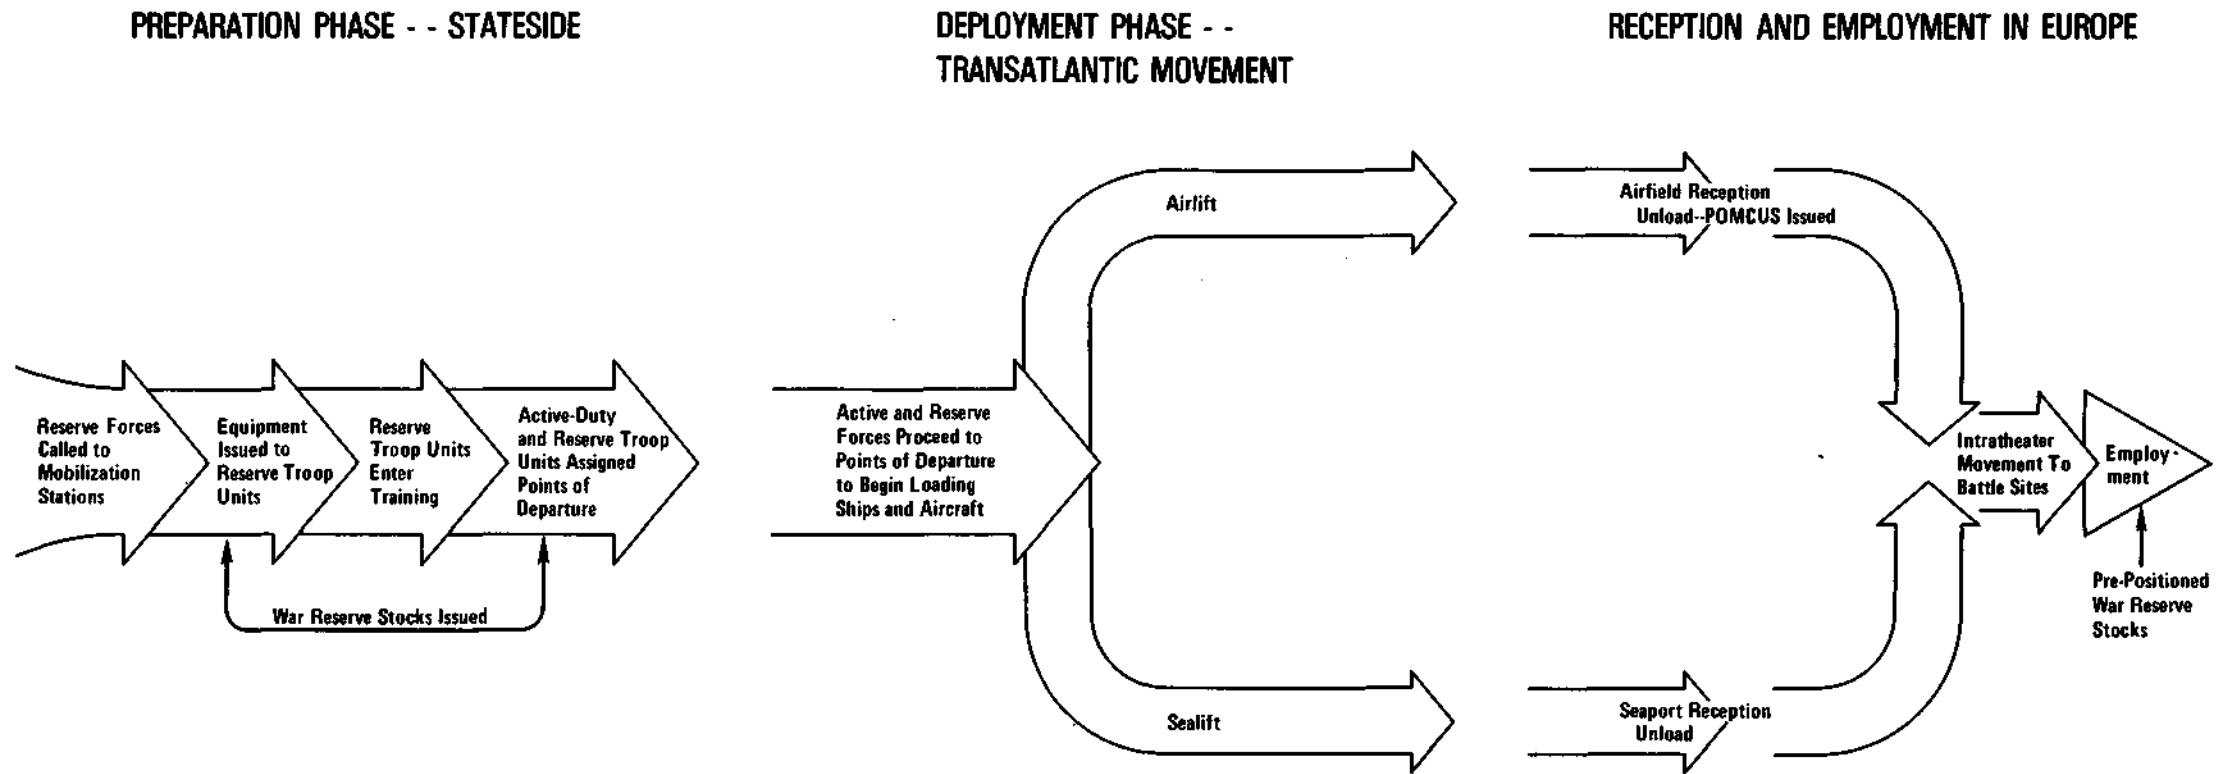 PREPARATION PHASE - - STATESIDE
DEPLOYMENT PHASE - -
TRANSATLANTIC MOVEMENT
RECEPTION AND EMPLOYMENT IN EUROPE
Reserve Forces
Called to
Mobilization
Stations
Equipment
Issued to
Reserve Troop
Units
Reserve
Troop Units
Enter
Training
Active-Duty
and Reserve Troop
Units Assigned
Points of
Departure
War Reserve Stocks Issued
Active and Reserve
Forces Proceed to
Points of Departure
to Begin Loading
Ships and Aircraft
Airlift
Sealift
Airfield Reception
Unload--POMCUS Issued
Seaport Reception
Unload
Intratheater
Movement To
Battle Sites
Employ-
ment
Pre-Positioned
War Reserve
Stocks